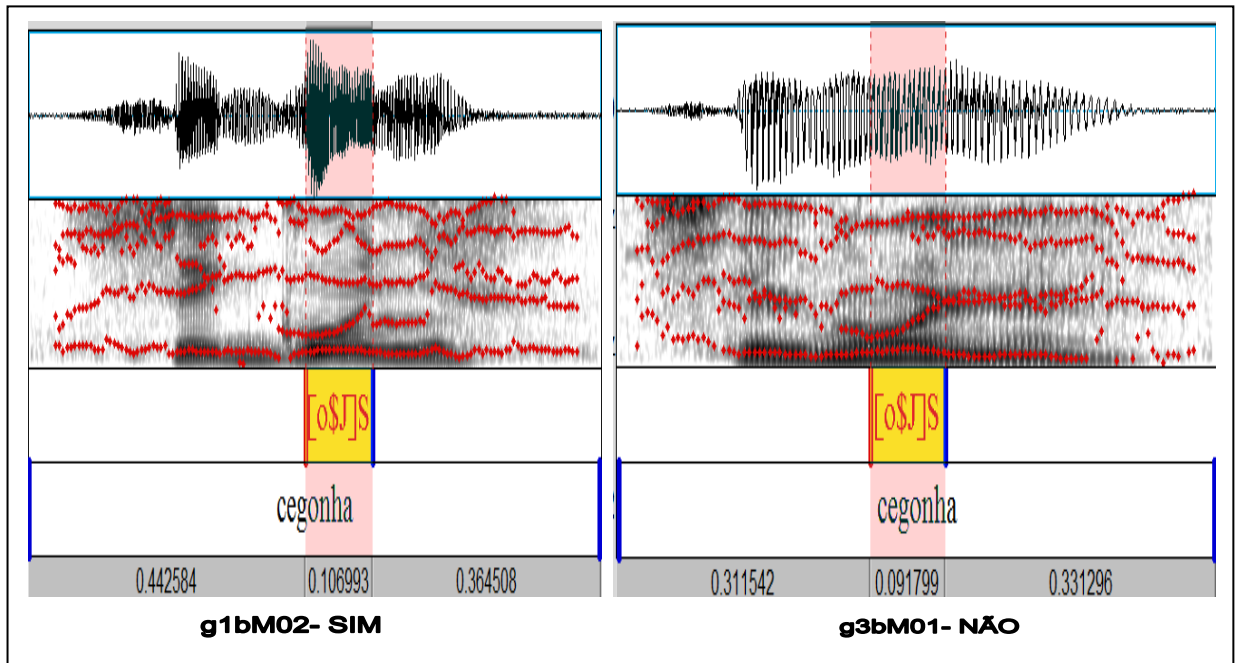 [o$J]S
cegonha
0.442584 0.106993 0.364508
g1bM02- SIM
[o$J]S
cegonha
0.311542 0.091799 0.331296
g3bM01- NÃO